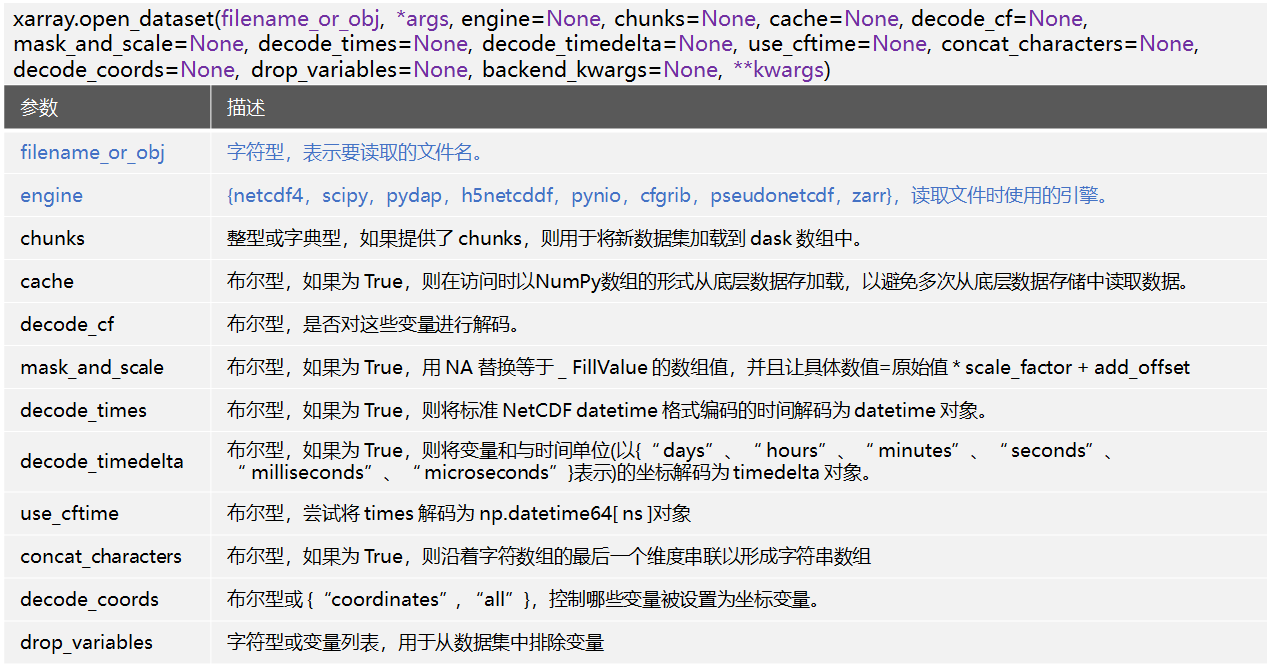 xarray.open_dataset(filename_or_obj, *args, engine=None, chunks=None, cache=None, decode_cf=None,
mask_and_scale=None, decode_times=None, decode_timedelta=None, use_cftime=None, concat_characters=None,
decode_coords=None, drop_variables=None, backend_kwargs=None, **kwargs)
参数 描述
filename_or_obj 字符型，表示要读取的文件名。
engine {netcdf4，scipy，pydap，h5netcddf，pynio，cfgrib，pseudonetcdf，zarr}，读取文件时使用的引擎。
chunks 整型或字典型，如果提供了 chunks，则用于将新数据集加载到 dask 数组中。
cache 布尔型，如果为 True，则在访问时以NumPy数组的形式从底层数据存加载，以避免多次从底层数据存储中读取数据。
decode_cf 布尔型，是否对这些变量进行解码。
mask_and_scale 布尔型，如果为 True，用 NA 替换等于 _ FillValue 的数组值，并且让具体数值=原始值 * scale_factor + add_offset
decode_times 布尔型，如果为 True，则将标准 NetCDF datetime 格式编码的时间解码为 datetime 对象。
decode_timedelta 布尔型，如果为 True，则将变量和与时间单位(以{“ days”、“ hours”、“ minutes”、“ seconds”、
“ milliseconds”、“ microseconds” }表示)的坐标解码为 timedelta 对象。
use_cftime 布尔型，尝试将 times 解码为 np.datetime64[ ns ]对象
concat_characters 布尔型，如果为 True，则沿着字符数组的最后一个维度串联以形成字符串数组
decode_coords 布尔型或 {“coordinates”,“all”}，控制哪些变量被设置为坐标变量。
drop_variables 字符型或变量列表，用于从数据集中排除变量